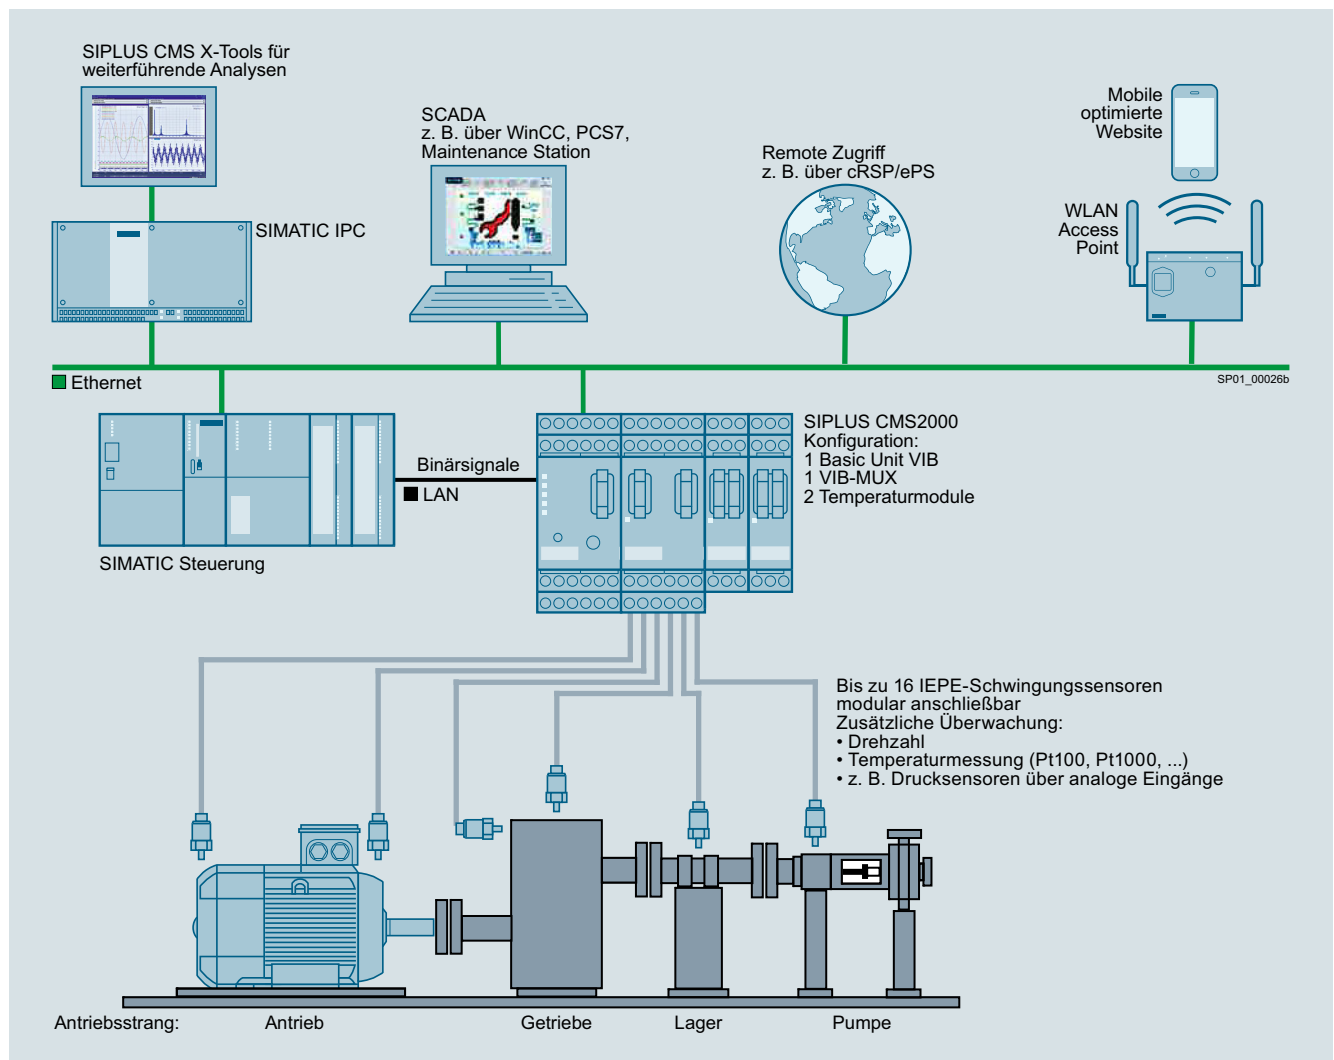 SIPLUS CMS X-Tools für
weiterführende Analysen
SIMATIC IPC
SCADA
z. B. über WinCC, PCS7,
Maintenance Station
Remote Zugriff
z. B. über cRSP/ePS
Mobile
optimierte
Website
WLAN
Access
Point
Ethernet
SP01_00026b
Binärsignale
LAN
SIMATIC Steuerung
SIPLUS CMS2000
Konfiguration:
1 Basic Unit VIB
1 VIB-MUX
2 Temperaturmodule
Bis zu 16 IEPE-Schwingungssensoren
modular anschließbar
Zusätzliche Überwachung:
• Drehzahl
• Temperaturmessung (Pt100, Pt1000, ...)
• z. B. Drucksensoren über analoge Eingänge
Antriebsstrang:
Antrieb
Getriebe
Lager
Pumpe